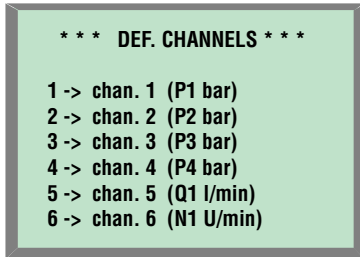 * * * DEF. CHANNELS * * *
1 -> chan. 1 (P1 bar)
2 -> chan. 2 (P2 bar)
3 -> chan. 3 (P3 bar)
4 -> chan. 4 (P4 bar)
5 -> chan. 5 (Q1 l/min)
6 -> chan. 6 (N1 U/min)